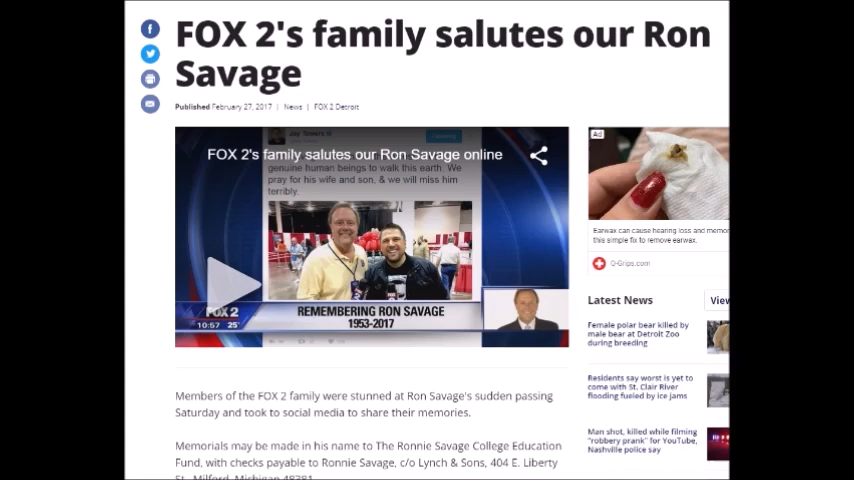 FOX 2's family salutes our Ron
Savage
Published February 27, 2017 | News | FOX 2 Detroit
Jay Towers
FOX 2's family salutes our Ron Savage online
genuine human beings to walk this earth. We
pray for his wife and son, & we will miss him
terribly.
FOX 2
10:57 25°
REMEMBERING RON SAVAGE
1953-2017
Members of the FOX 2 family were stunned at Ron Savage's sudden passing
Saturday and took to social media to share their memories.
Memorials may be made in his name to The Ronnie Savage College Education
Fund, with checks payable to Ronnie Savage, c/o Lynch & Sons, 404 E. Liberty
St., Milford, Michigan 48381
Ad
Earwax can cause hearing loss and memor
this simple fix to remove earwax.
Q-Grips.com
Latest News
View
Female polar bear killed by
male bear at Detroit Zoo
during breeding
Residents say worst is yet to
come with St. Clair River
flooding fueled by ice jams
Man shot, killed while filming
"robbery prank" for YouTube,
Nashville police say